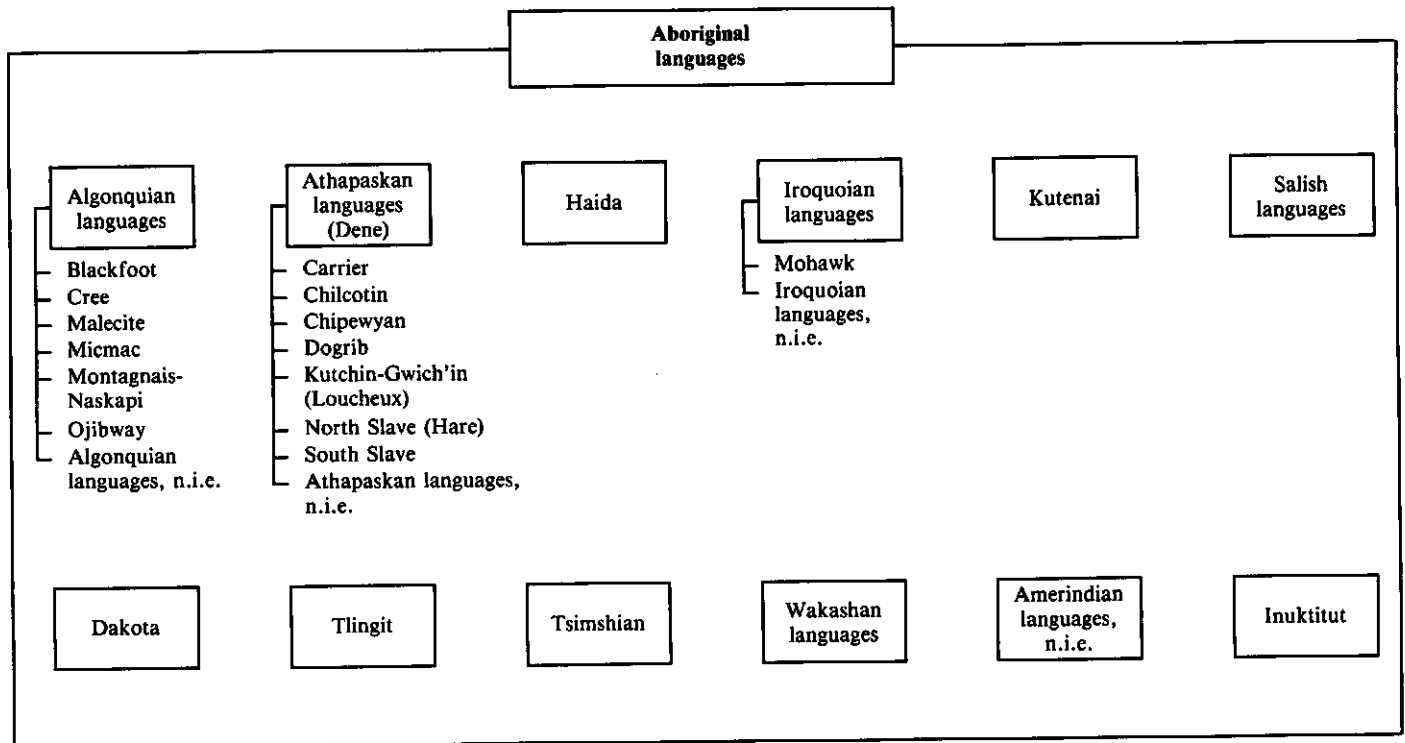 Aboriginal
languages
Algonquian
languages
Blackfoot
Cree
Malecite
Micmac
Montagnais-
Naskapi
Ojibway
Algonquian
languages, n.i.e.
Athapaskan
languages
(Dene)
Carrier
Chilcotin
Chipewyan
Dogrib
Kutchin-Gwich'in
(Loucheux)
North Slave (Hare)
South Slave
Athapaskan languages,
n.i.e.
Haida
Iroquoian
languages
Mohawk
Iroquoian
languages,
n.i.e.
Kutenai
Salish
languages
Dakota
Tlingit
Tsimshian
Wakashan
languages
Amerindian
languages,
n.i.e.
Inuktitut